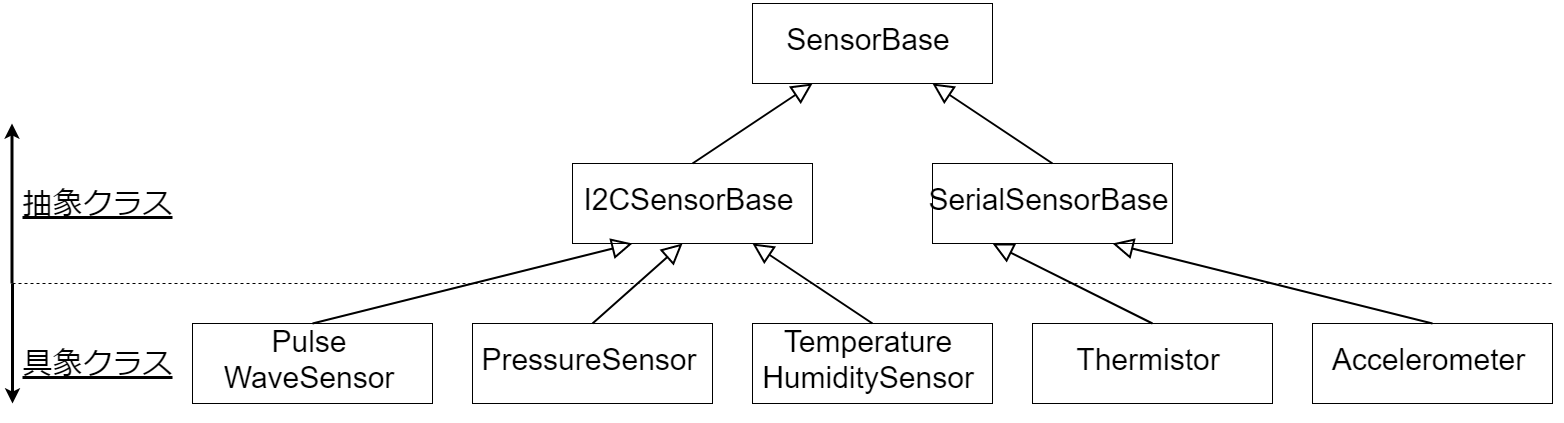 SensorBase
抽象クラス
I2CSensorBase
SerialSensorBase
具象クラス
Pulse
WaveSensor
PressureSensor
Temperature
HumiditySensor
Thermistor
Accelerometer